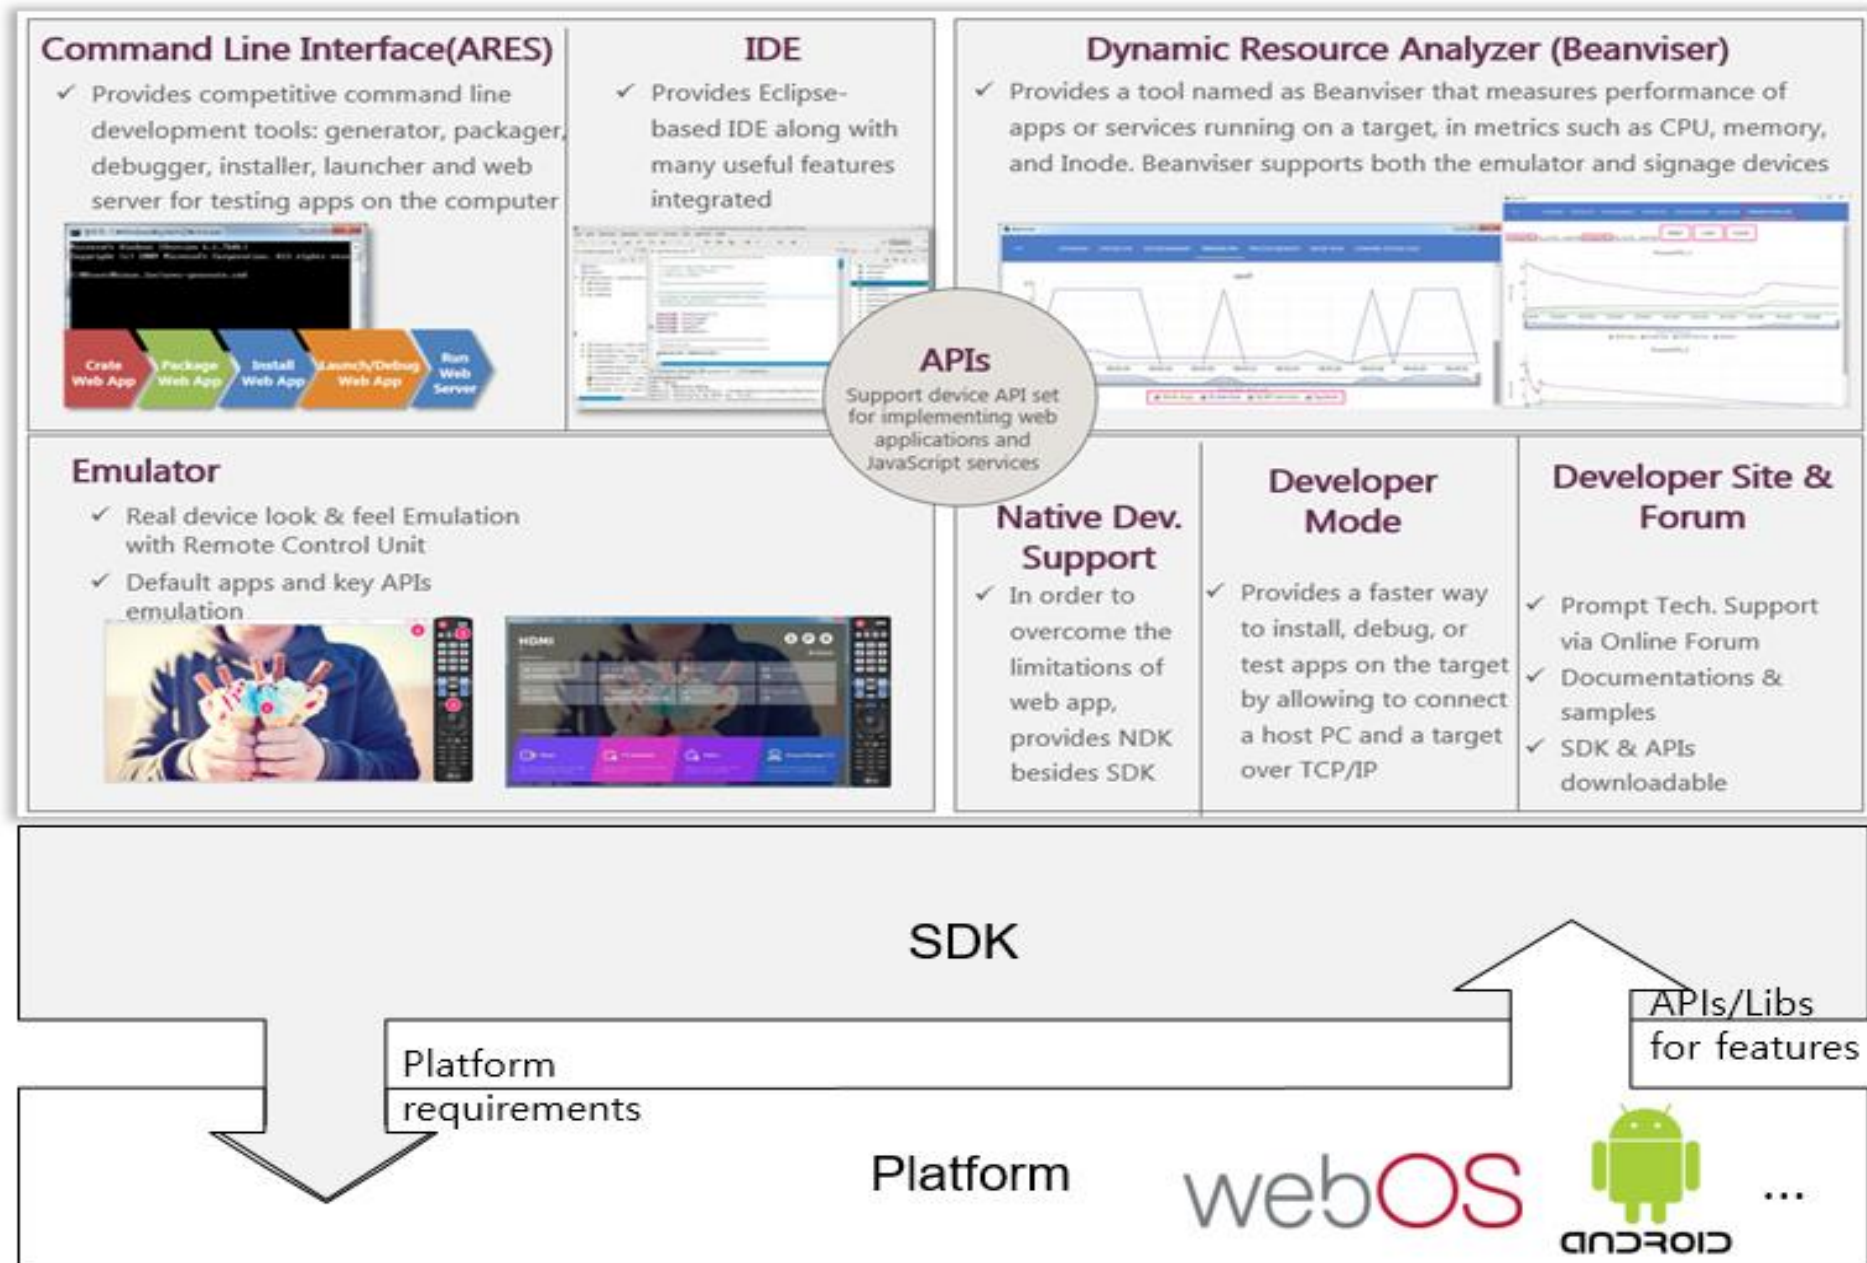 Command Line Interface(ARES)
✓ Provides competitive command line
development tools: generator, packager,
debugger, installer, launcher and web
server for testing apps on the computer
Crate
Web App
Package
Web App
Install
Web App
Launch/Debug
Web App
Run
Web
Server
IDE
✓ Provides Eclipse-
based IDE along with
many useful features
integrated
Dynamic Resource Analyzer (Beanviser)
✓ Provides a tool named as Beanviser that measures performance of
apps or services running on a target, in metrics such as CPU, memory,
and Inode. Beanviser supports both the emulator and signage devices
APIs
Support device API set
for implementing web
applications and
JavaScript services
Emulator
✓ Real device look & feel Emulation
with Remote Control Unit
✓ Default apps and key APIs
emulation
HDMI
Native Dev.
Support
✓ In order to
overcome the
limitations of
web app,
provides NDK
besides SDK
Developer
Mode
✓ Provides a faster way
to install, debug, or
test apps on the target
by allowing to connect
a host PC and a target
over TCP/IP
Developer Site &
Forum
✓ Prompt Tech. Support
via Online Forum
✓ Documentations &
samples
✓ SDK & APIs
downloadable
SDK
Platform
requirements
APIs/Libs
for features
Platform
webOS
ANDROID
...